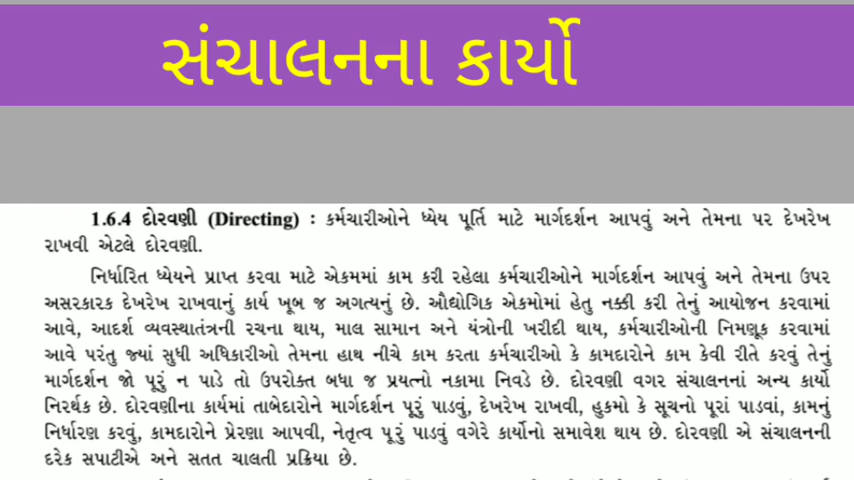 સંચાલનના કાર્યો
1.6.4 દોરવણી (Directing) : કર્મચારીઓને ધ્યેય પૂર્તિ માટે માર્ગદર્શન આપવું અને તેમના પર દેખરેખ
રાખવી એટલે દોરવણી.
નિર્ધારિત ધ્યેયને પ્રાપ્ત કરવા માટે એકમમાં કામ કરી રહેલા કર્મચારીઓને માર્ગદર્શન આપવું અને તેમના ઉપર
અસરકારક દેખરેખ રાખવાનું કાર્ય ખૂબ જ અગત્યનું છે. ઔદ્યોગિક એકમોમાં હેતુ નક્કી કરી તેનું આયોજન કરવામાં
આવે, આદર્શ વ્યવસ્થાતંત્રની રચના થાય, માલ સામાન અને યંત્રોની ખરીદી થાય, કર્મચારીઓની નિમણૂક કરવામાં
આવે પરંતુ જ્યાં સુધી અધિકારીઓ તેમના હાથ નીચે કામ કરતા કર્મચારીઓ કે કામદારોને કામ કેવી રીતે કરવું તેનું
માર્ગદર્શન જો પૂરું ન પાડે તો ઉપરોક્ત બધા જ પ્રયત્નો નકામા નિવડે છે. દોરવણી વગર સંચાલનનાં અન્ય કાર્યો
નિરર્થક છે. દોરવણીના કાર્યમાં તાબેદારોને માર્ગદર્શન પૂરું પાડવું, દેખરેખ રાખવી, હુકમો કે સૂચનો પૂરાં પાડવાં, કામનું
નિર્ધારણ કરવું, કામદારોને પ્રેરણા આપવી, નેતૃત્વ પૂરું પાડવું વગેરે કાર્યોનો સમાવેશ થાય છે. દોરવણી એ સંચાલનની
દરેક સપાટીએ અને સતત ચાલતી પ્રક્રિયા છે.